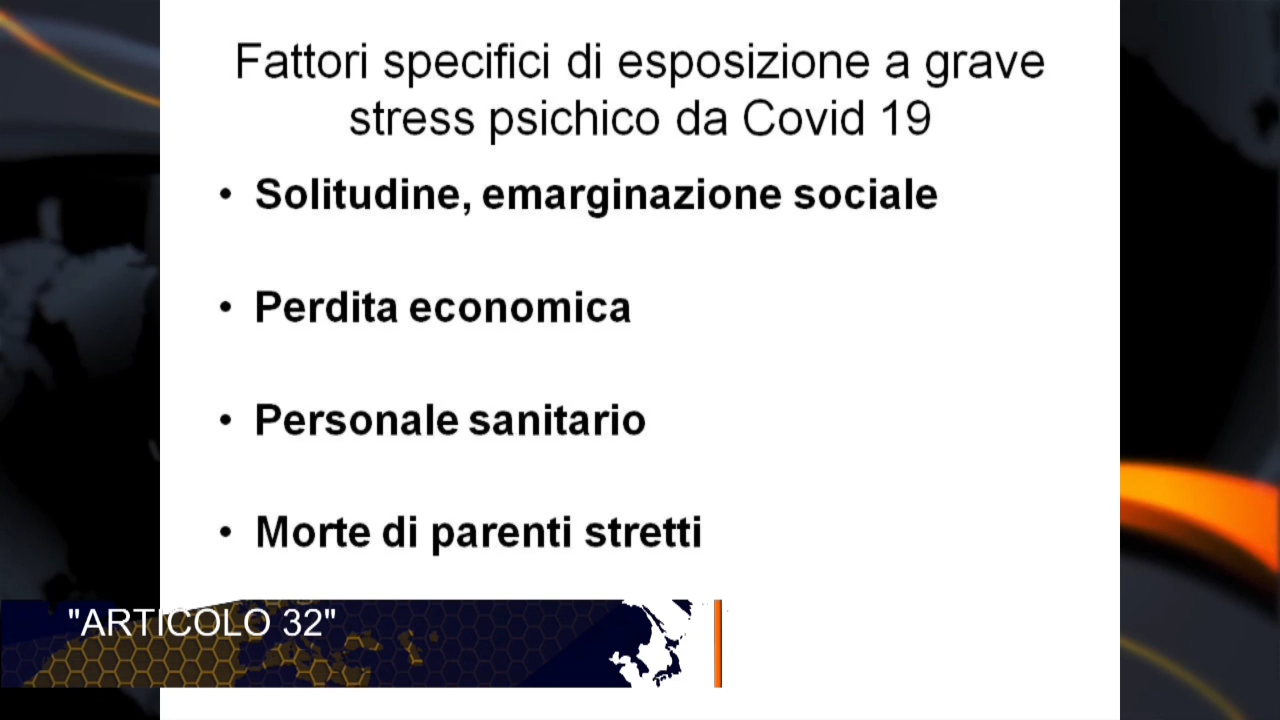 Fattori specifici di esposizione a grave
stress psichico da Covid 19
• Solitudine, emarginazione sociale
• Perdita economica
• Personale sanitario
• Morte di parenti stretti
"ARTICOLO 32"